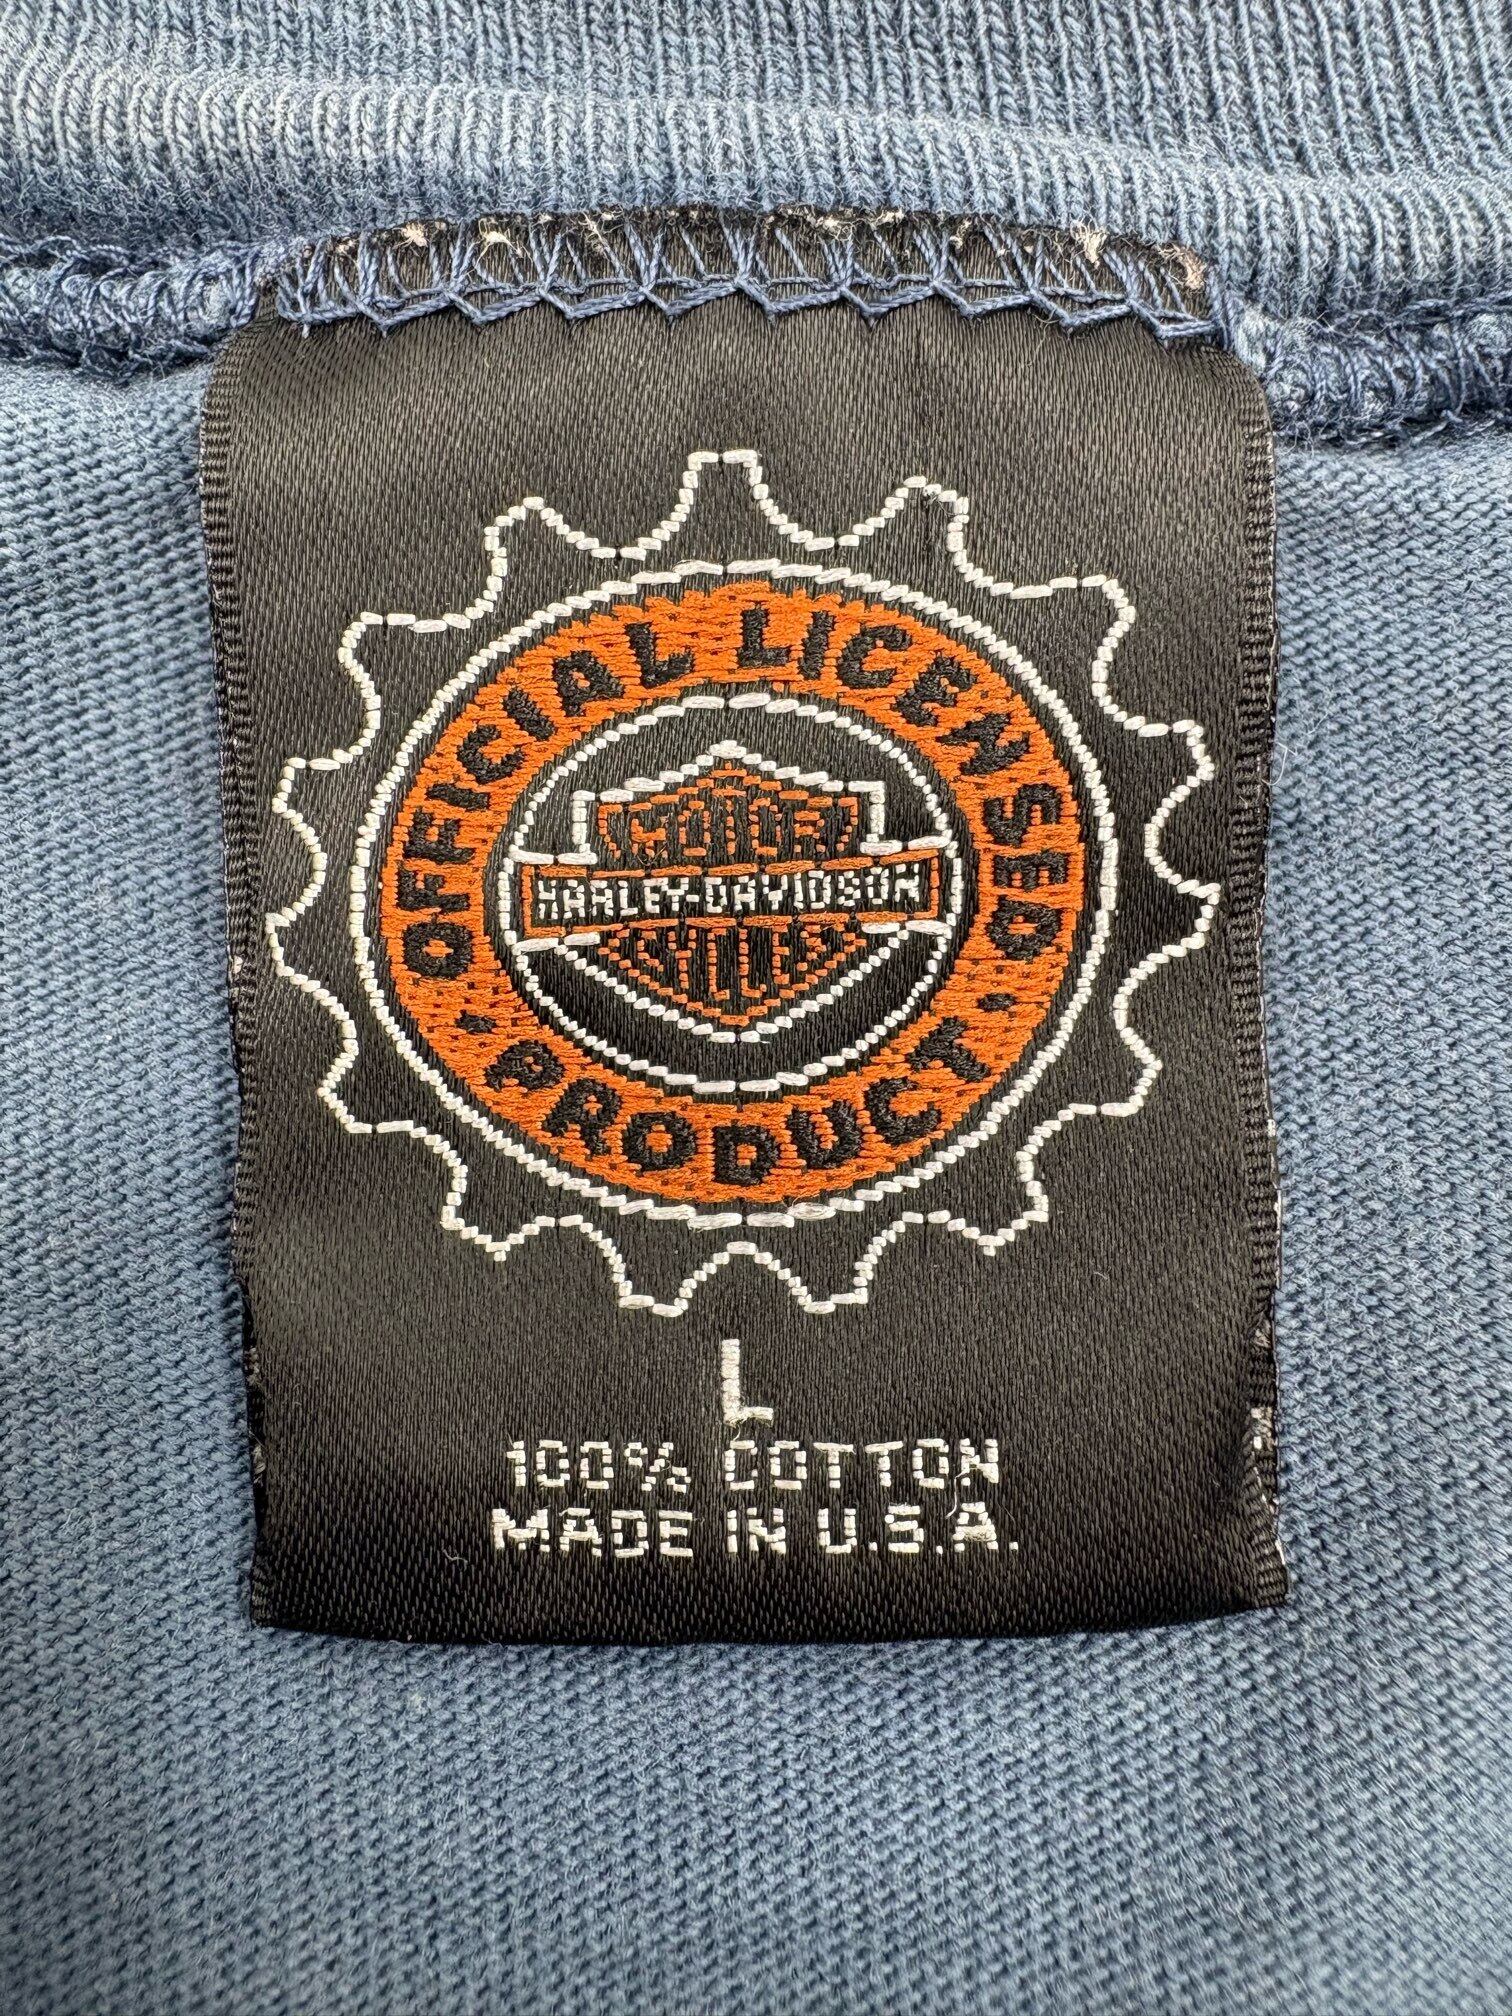 OFFICIAL LICENSED
MOTOR
HARLEY-DAVIDSON
CYCLES
• PRODUCT •
L
100% COTTON
MADE IN U.S.A.